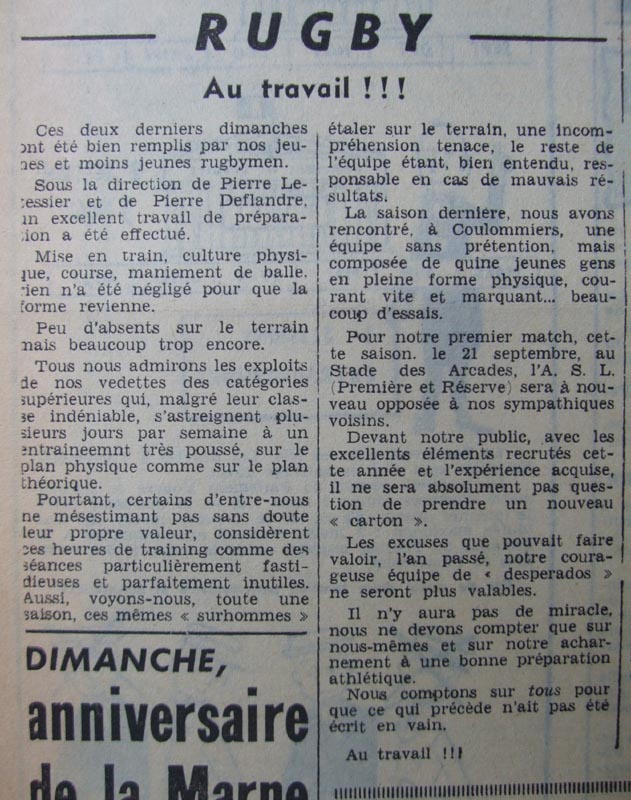 RUGBY
Au travail !!!
Ces deux derniers dimanches
ont été bien remplis par nos jeu-
nes et moins jeunes rugbymen.
Sous la direction de Pierre Le-
cessier et de Pierre Deflandre,
un excellent travail de prépara-
tion a été effectué.
Mise en train, culture physi-
que, course, maniement de balle.
rien n'a été négligé pour que la
forme revienne.
Peu d'absents sur le terrain
mais beaucoup trop encore.
Tous nous admirons les exploits
de nos vedettes des catégories
supérieures qui, malgré leur clas-
se indéniable, s'astreignent plu-
sieurs jours par semaine à un
entraineemnt très poussé, sur le
plan physique comme sur le plan
théorique.
Pourtant, certains d'entre-nous
ne mésestimant pas sans doute
leur propre valeur, considèrent
ces heures de training comme des
séances particulièrement fasti-
dieuses et parfaitement inutiles.
Aussi, voyons-nous, toute une
saison, ces mêmes « surhommes »
étaler sur le terrain, une incom-
préhension tenace, le reste de
l'équipe étant, bien entendu, res-
ponsable en cas de mauvais ré-
sultats.
La saison dernère, nous avons
rencontré, à Coulommiers, une
équipe sans prétention, mais
composée de quine jeunes gens
en pleine forme physique, cou-
rant vite et marquant... beau-
coup d'essais.
Pour notre premier match, cet-
te saison. le 21 septembre, au
Stade des Arcades, l'A. S. L.
(Première et Réserve) sera à nou-
veau opposée à nos sympathiques
voisins.
Devant notre public, avec les
excellents éléments recrutés cet-
te année et l'expérience acquise,
il ne sera absolument pas ques-
tion de prendre un nouveau
« carton ».
Les excuses que pouvait faire
valoir, l'an passé, notre coura-
geuse équipe de « desperados »
ne seront plus valables.
Il n'y aura pas de miracle,
nous ne devons compter que sur
nous-mêmes et sur notre achar-
nement à une bonne préparation
athlétique.
Nous comptons sur tous pour
que ce qui précède n'ait pas été
écrit en vain.
Au travail !!!
DIMANCHE,
anniversaire
de la Marne